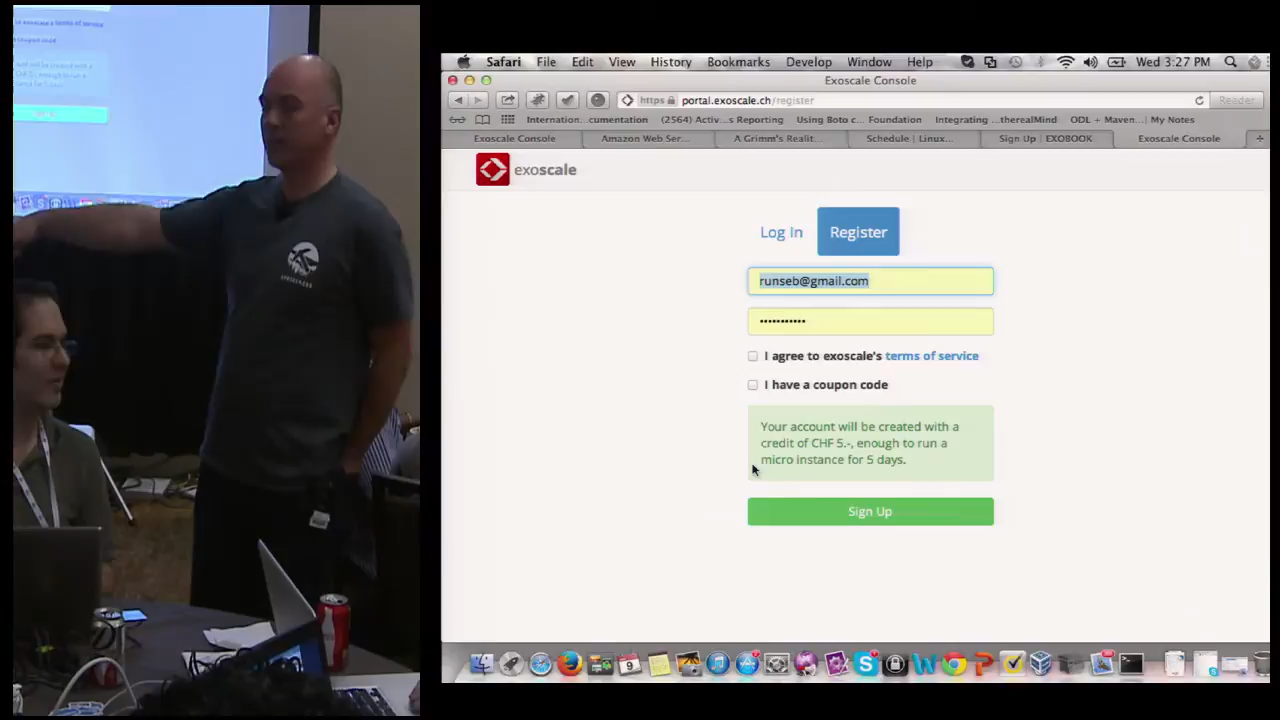 Safari File Edit View History Bookmarks Develop Window Help Wed 3:27 PM
Exoscale Console
https portal.exoscale.ch/register Reader
Internation...cumentation (2564) Activ...s Reporting Using Boto c... Foundation Integrating ...therealMind ODL + Maven... My Notes
Exoscale Console Amazon Web Ser... A Grimm's Realit... Schedule | Linux... Sign Up | EXOBOOK Exoscale Console
exoscale
Log In Register
runseb@gmail.com
•••••••••••
I agree to exoscale's terms of service
I have a coupon code
Your account will be created with a
credit of CHF 5.-, enough to run a
micro instance for 5 days.
Sign Up